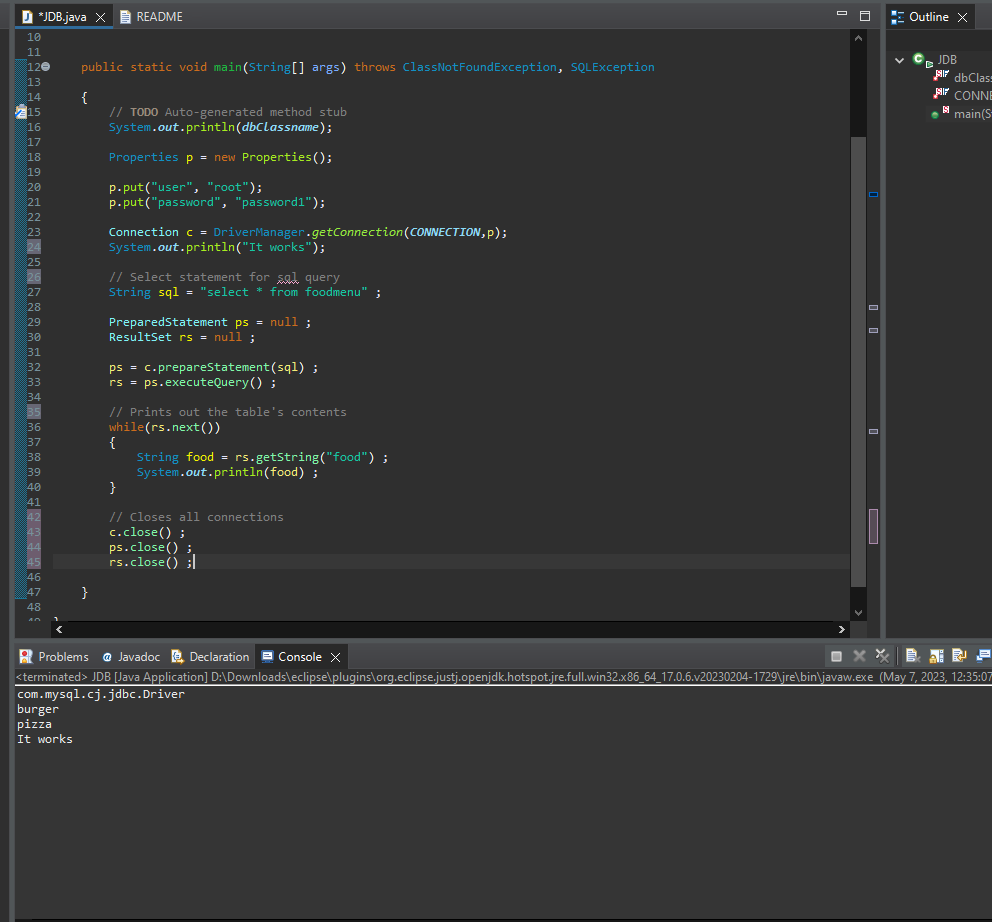 *JDB.java
README
Outline
10
11
12 public static void main(String[] args) throws ClassNotFoundException, SQLException
13
14 {
15 // TODO Auto-generated method stub
16 System.out.println(dbClassname);
17
18 Properties p = new Properties();
19
20 p.put("user", "root");
21 p.put("password", "password1");
22
23 Connection c = DriverManager.getConnection(CONNECTION,p);
24 System.out.println("It works");
25
26 // Select statement for sql query
27 String sql = "select * from foodmenu" ;
28
29 PreparedStatement ps = null ;
30 ResultSet rs = null ;
31
32 ps = c.prepareStatement(sql) ;
33 rs = ps.executeQuery() ;
34
35 // Prints out the table's contents
36 while(rs.next())
37 {
38 String food = rs.getString("food") ;
39 System.out.println(food) ;
40 }
41
42 // Closes all connections
43 c.close() ;
44 ps.close() ;
45 rs.close() ;
46
47 }
48
JDB
dbClass
CONNE
main(S
Problems
Javadoc
Declaration
Console
<terminated> JDB [Java Application] D:\Downloads\eclipse\plugins\org.eclipse.justj.openjdk.hotspot.jre.full.win32.x86_64_17.0.6.v20230204-1729\jre\bin\javaw.exe (May 7, 2023, 12:35:07
com.mysql.cj.jdbc.Driver
burger
pizza
It works